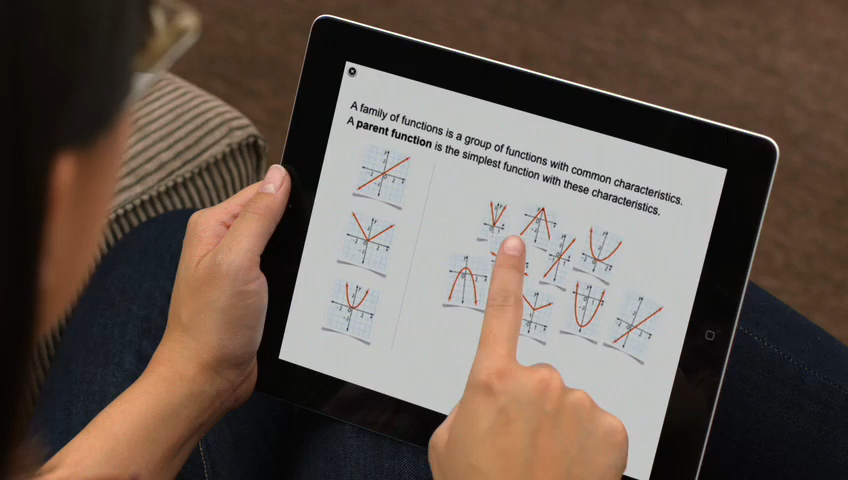 A family of functions is a group of functions with common characteristics.
A parent function is the simplest function with these characteristics.